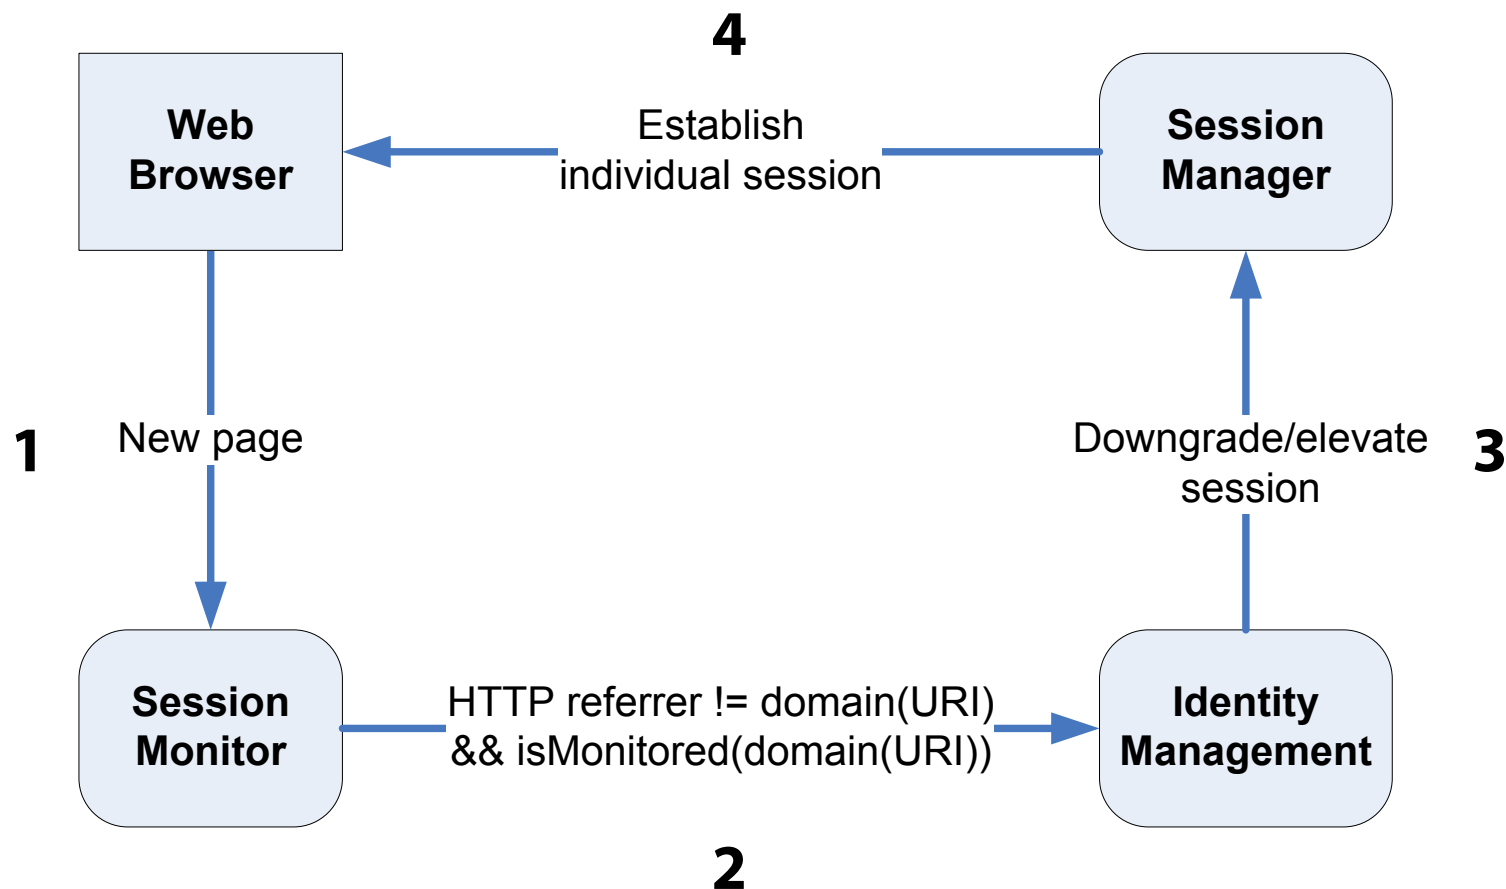 4
Web
Browser
Establish
individual session
Session
Manager
1
New page
Downgrade/elevate
session
3
Session
Monitor
HTTP referrer != domain(URI)
&& isMonitored(domain(URI))
Identity
Management
2